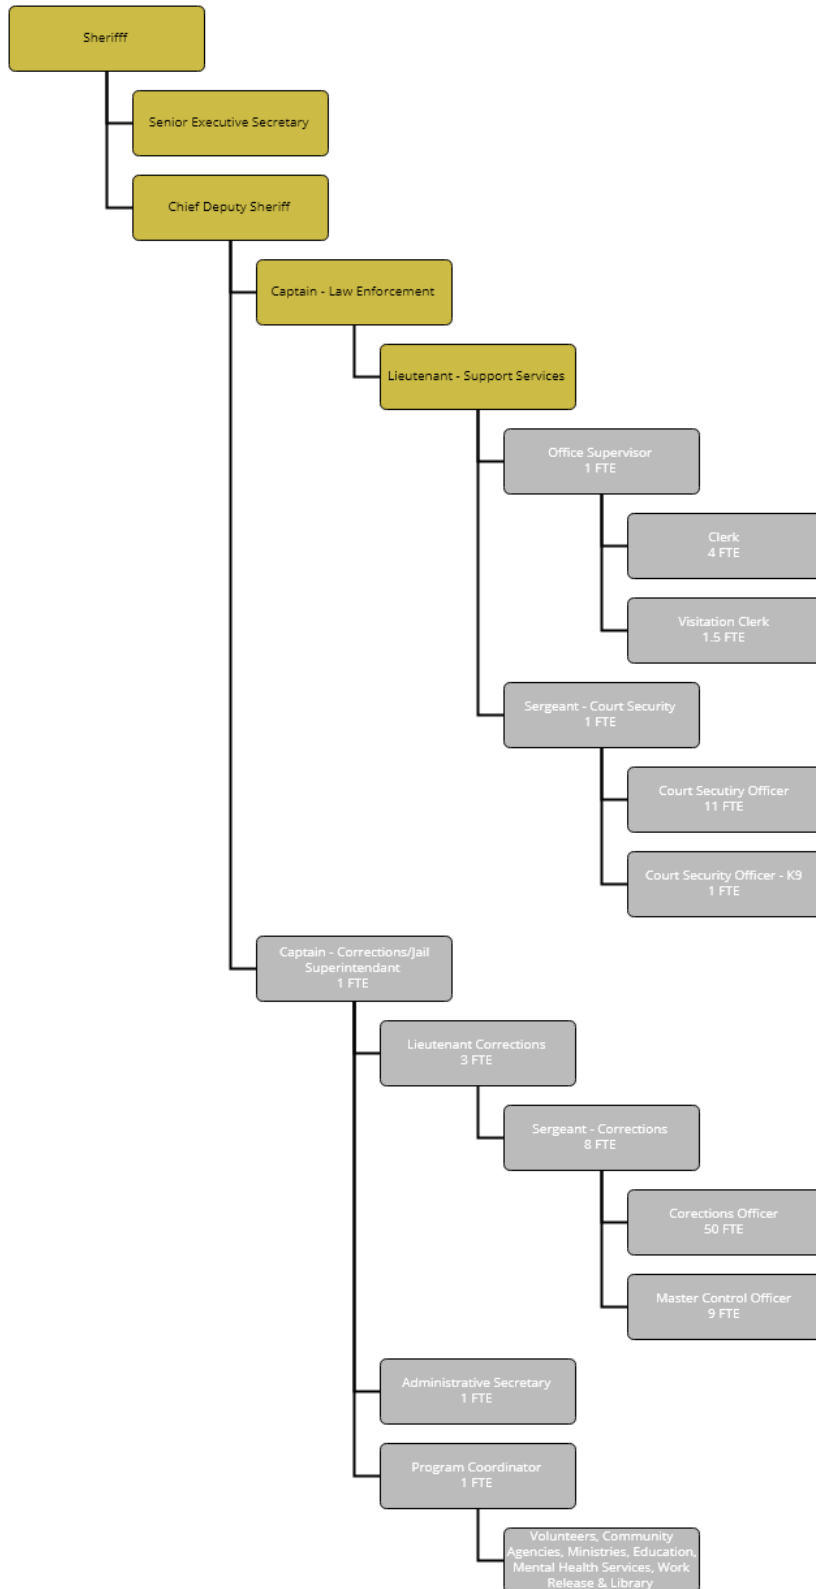 Sherifff
Senior Executive Secretary
Chief Deputy Sheriff
Captain - Law Enforcement
Lieutenant - Support Services
Office Supervisor
1 FTE
Clerk
4 FTE
Visitation Clerk
1.5 FTE
Sergeant - Court Security
1 FTE
Court Secutiry Officer
11 FTE
Court Security Officer - K9
1 FTE
Captain - Corrections/Jail
Superintendant
1 FTE
Lieutenant Corrections
3 FTE
Sergeant - Corrections
8 FTE
Corections Officer
50 FTE
Master Control Officer
9 FTE
Administrative Secretary
1 FTE
Program Coordinator
1 FTE
Volunteers, Community
Agencies, Ministries, Education,
Mental Health Services, Work
Release & Library